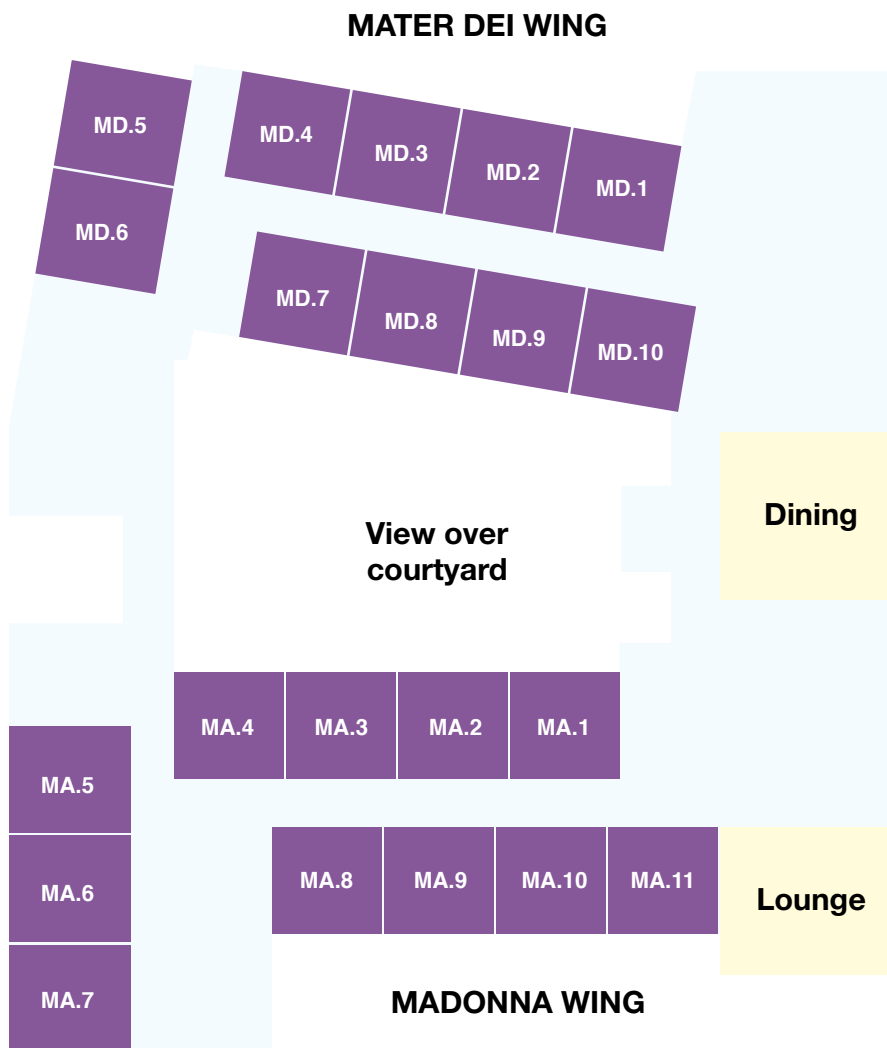 MATER DEI WING
MD.5
MD.4
MD.3
MD.2
MD.1
MD.6
MD.7
MD.8
MD.9
MD.10
Dining
View over
courtyard
MA.4
MA.3
MA.2
MA.1
MA.5
MA.6
MA.7
MA.8
MA.9
MA.10
MA.11
Lounge
MADONNA WING